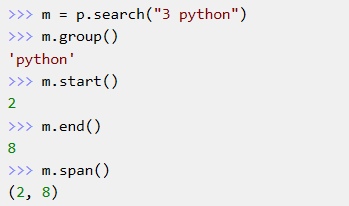 >>> m = p.search("3 python")
>>> m.group()
'python'
>>> m.start()
2
>>> m.end()
8
>>> m.span()
(2, 8)